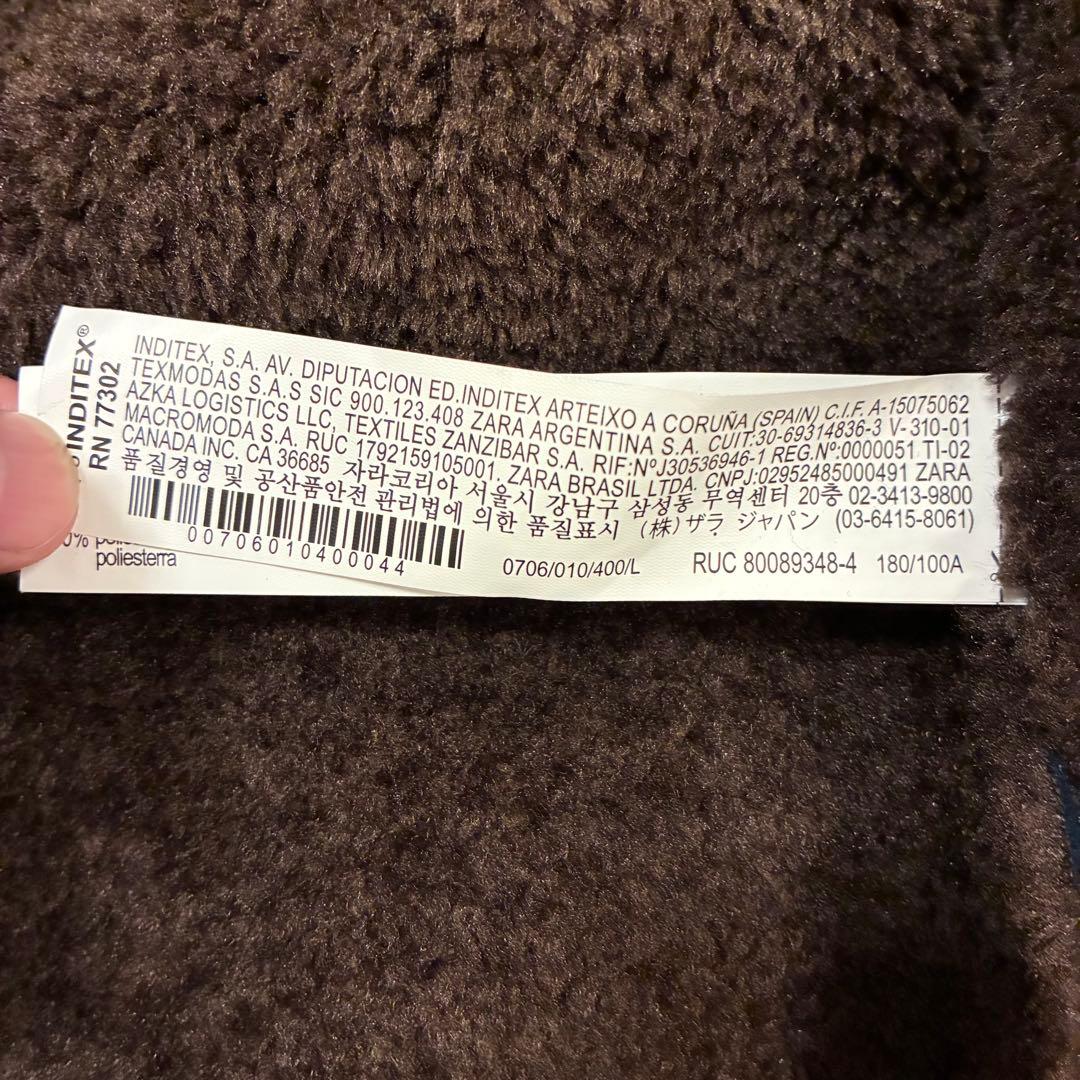 INDITEX®
RN 77302
INDITEX, S.A. AV. DIPUTACION ED.INDITEX ARTEIXO A CORUÑA (SPAIN) C.I.F. A-15075062
TEXMODAS S.A.S SIC 900.123.408 ZARA ARGENTINA S.A. CUIT:30-69314836-3 V-310-01
AZKA LOGISTICS LLC, TEXTILES ZANZIBAR S.A. RIF:NºJ30536946-1 REG.Nº:0000051 TI-02
MACROMODA S.A. RUC 1792159105001. ZARA BRASIL LTDA. CNPJ:02952485000491 ZARA
CANADA INC. CA 36685 자라코리아 서울시 강남구 삼성동 무역센터 20층 02-3413-9800
품질경영 및 공산품안전 관리법에 의한 품질표시 (株)ザラ ジャパン (03-6415-8061)
00706010400044
0706/010/400/L
RUC 80089348-4
180/100A
poliesterra